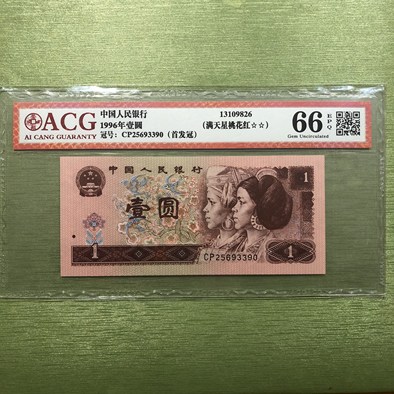 ACG
AI CANG GUARANTY
中国人民银行
1996年壹圆
冠号：CP25693390（首发冠）
13109826
（满天星桃花红☆☆）
66 EPQ
Gem Uncirculated
中国人民银行
壹圆
1
1
1
CP25693390